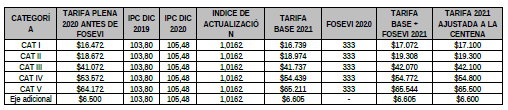 CATEGORÍA TARIFA PLENA 2020 ANTES DE FOSEVI IPC DIC 2019 IPC DIC 2020 INDICE DE ACTUALIZACIÓN TARIFA BASE 2021 FOSEVI 2020 TARIFA BASE + FOSEVI 2021 TARIFA 2021 AJUSTADA A LA CENTENA
CAT I $16.472 103,80 105,48 1,0162 $16.739 333 $17.072 $17.100
CAT II $18.672 103,80 105,48 1,0162 $18.974 333 $19.308 $19.300
CAT III $41.072 103,80 105,48 1,0162 $41.737 333 $42.070 $42.100
CAT IV $53.572 103,80 105,48 1,0162 $54.439 333 $54.772 $54.800
CAT V $64.172 103,80 105,48 1,0162 $65.211 333 $65.544 $65.500
Eje adicional $6.500 103,80 105,48 1,0162 $6.605 - $6.605 $6.600